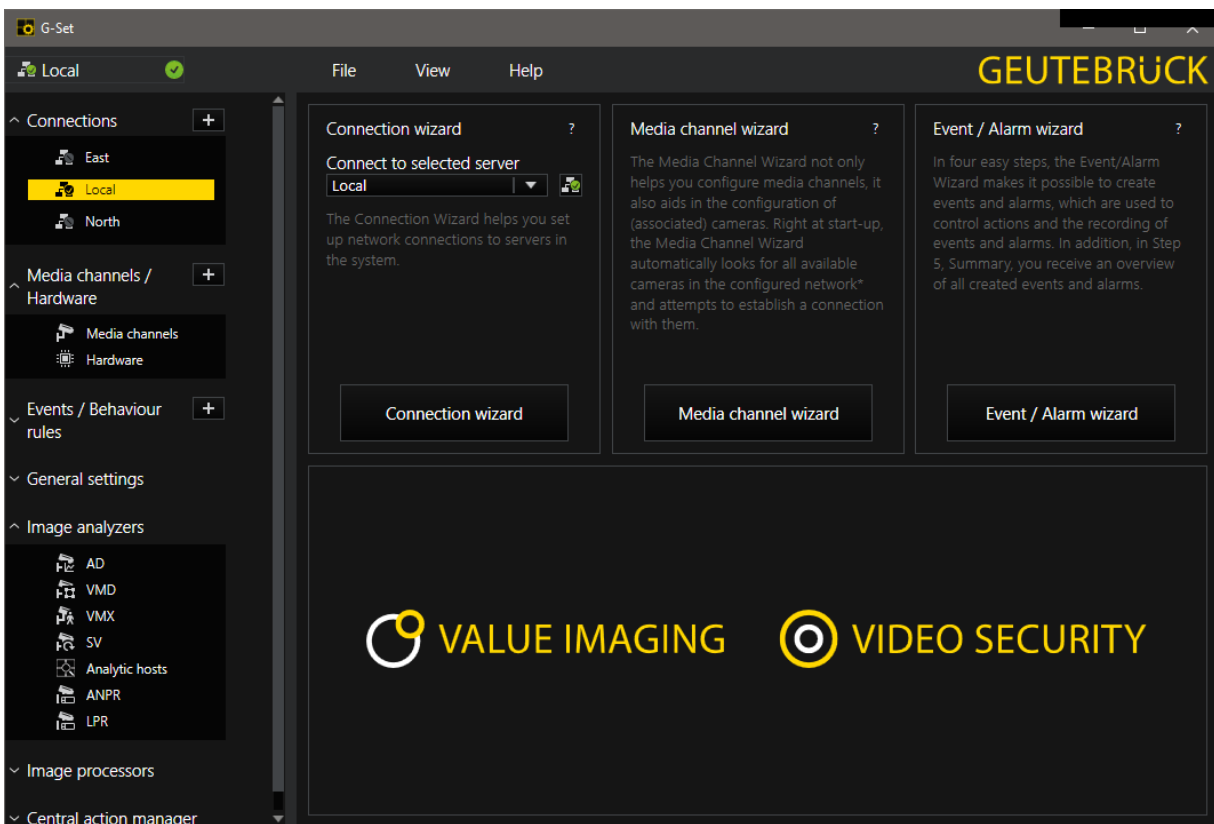 G-Set
Local
File View Help
GEUTEBRÜCK
Connections +
East
Local
North
Media channels /
Hardware
+
Media channels
Hardware
Events / Behaviour
rules
+
General settings
Image analyzers
AD
VMD
VMX
SV
Analytic hosts
ANPR
LPR
Image processors
Central action manager
Connection wizard ?
Connect to selected server
Local
The Connection Wizard helps you set
up network connections to servers in
the system.
Connection wizard
Media channel wizard ?
The Media Channel Wizard not only
helps you configure media channels, it
also aids in the configuration of
(associated) cameras. Right at start-up,
the Media Channel Wizard
automatically looks for all available
cameras in the configured network*
and attempts to establish a connection
with them.
Media channel wizard
Event / Alarm wizard ?
In four easy steps, the Event/Alarm
Wizard makes it possible to create
events and alarms, which are used to
control actions and the recording of
events and alarms. In addition, in Step
5, Summary, you receive an overview
of all created events and alarms.
Event / Alarm wizard
VALUE IMAGING
VIDEO SECURITY